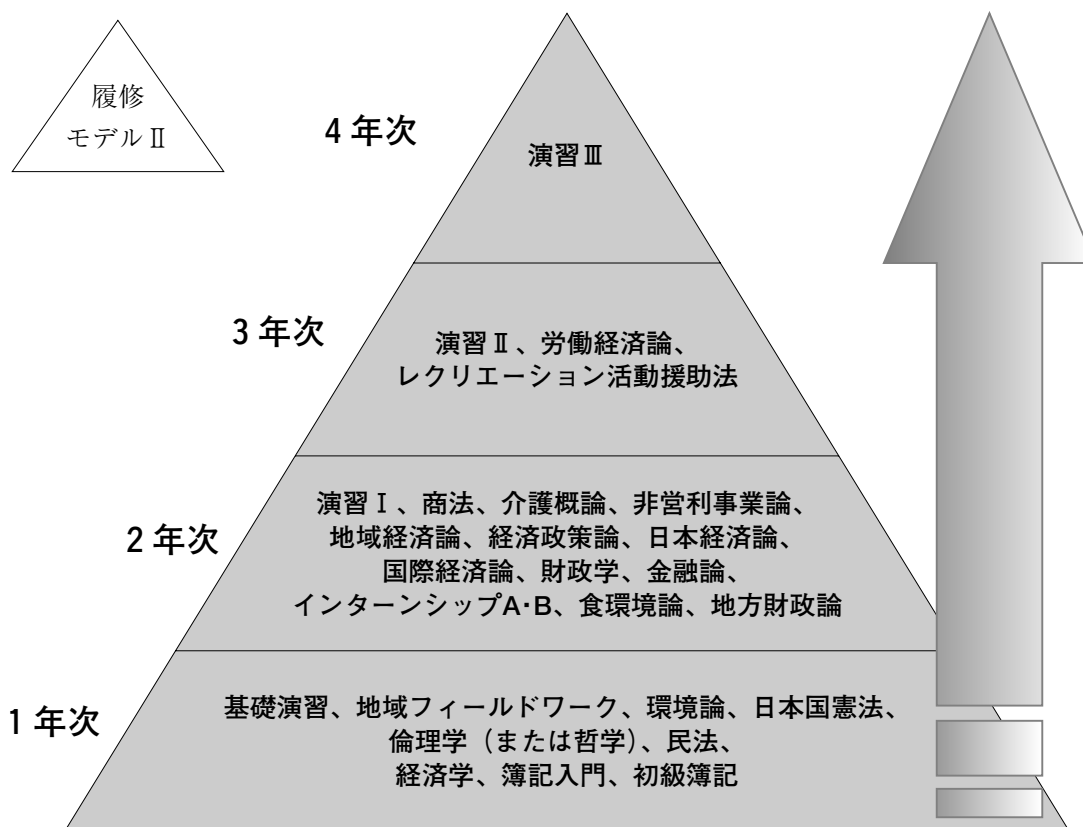 履修
モデルⅡ
4年次
演習Ⅲ
3年次
演習Ⅱ、労働経済論、
レクリエーション活動援助法
2年次
演習Ⅰ、商法、介護概論、非営利事業論、
地域経済論、経済政策論、日本経済論、
国際経済論、財政学、金融論、
インターンシップA・B、食環境論、地方財政論
1年次
基礎演習、地域フィールドワーク、環境論、日本国憲法、
倫理学（または哲学）、民法、
経済学、簿記入門、初級簿記